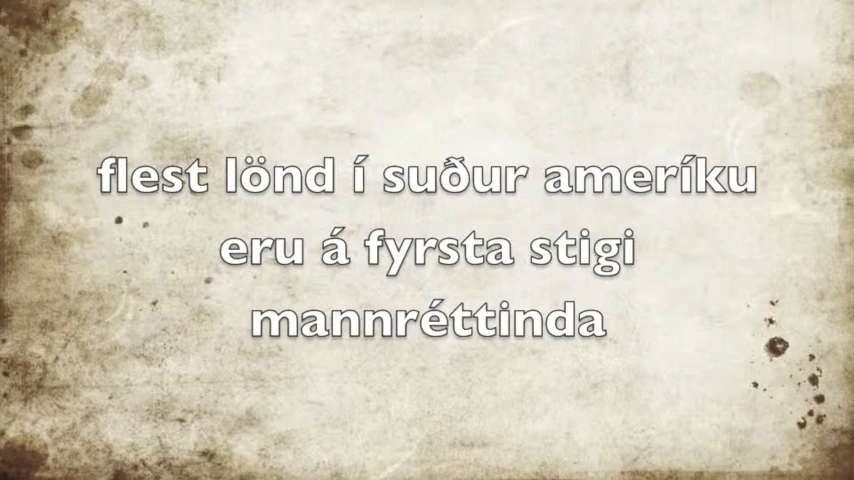 flest lönd í suður ameríku
eru á fyrsta stigi
mannréttinda